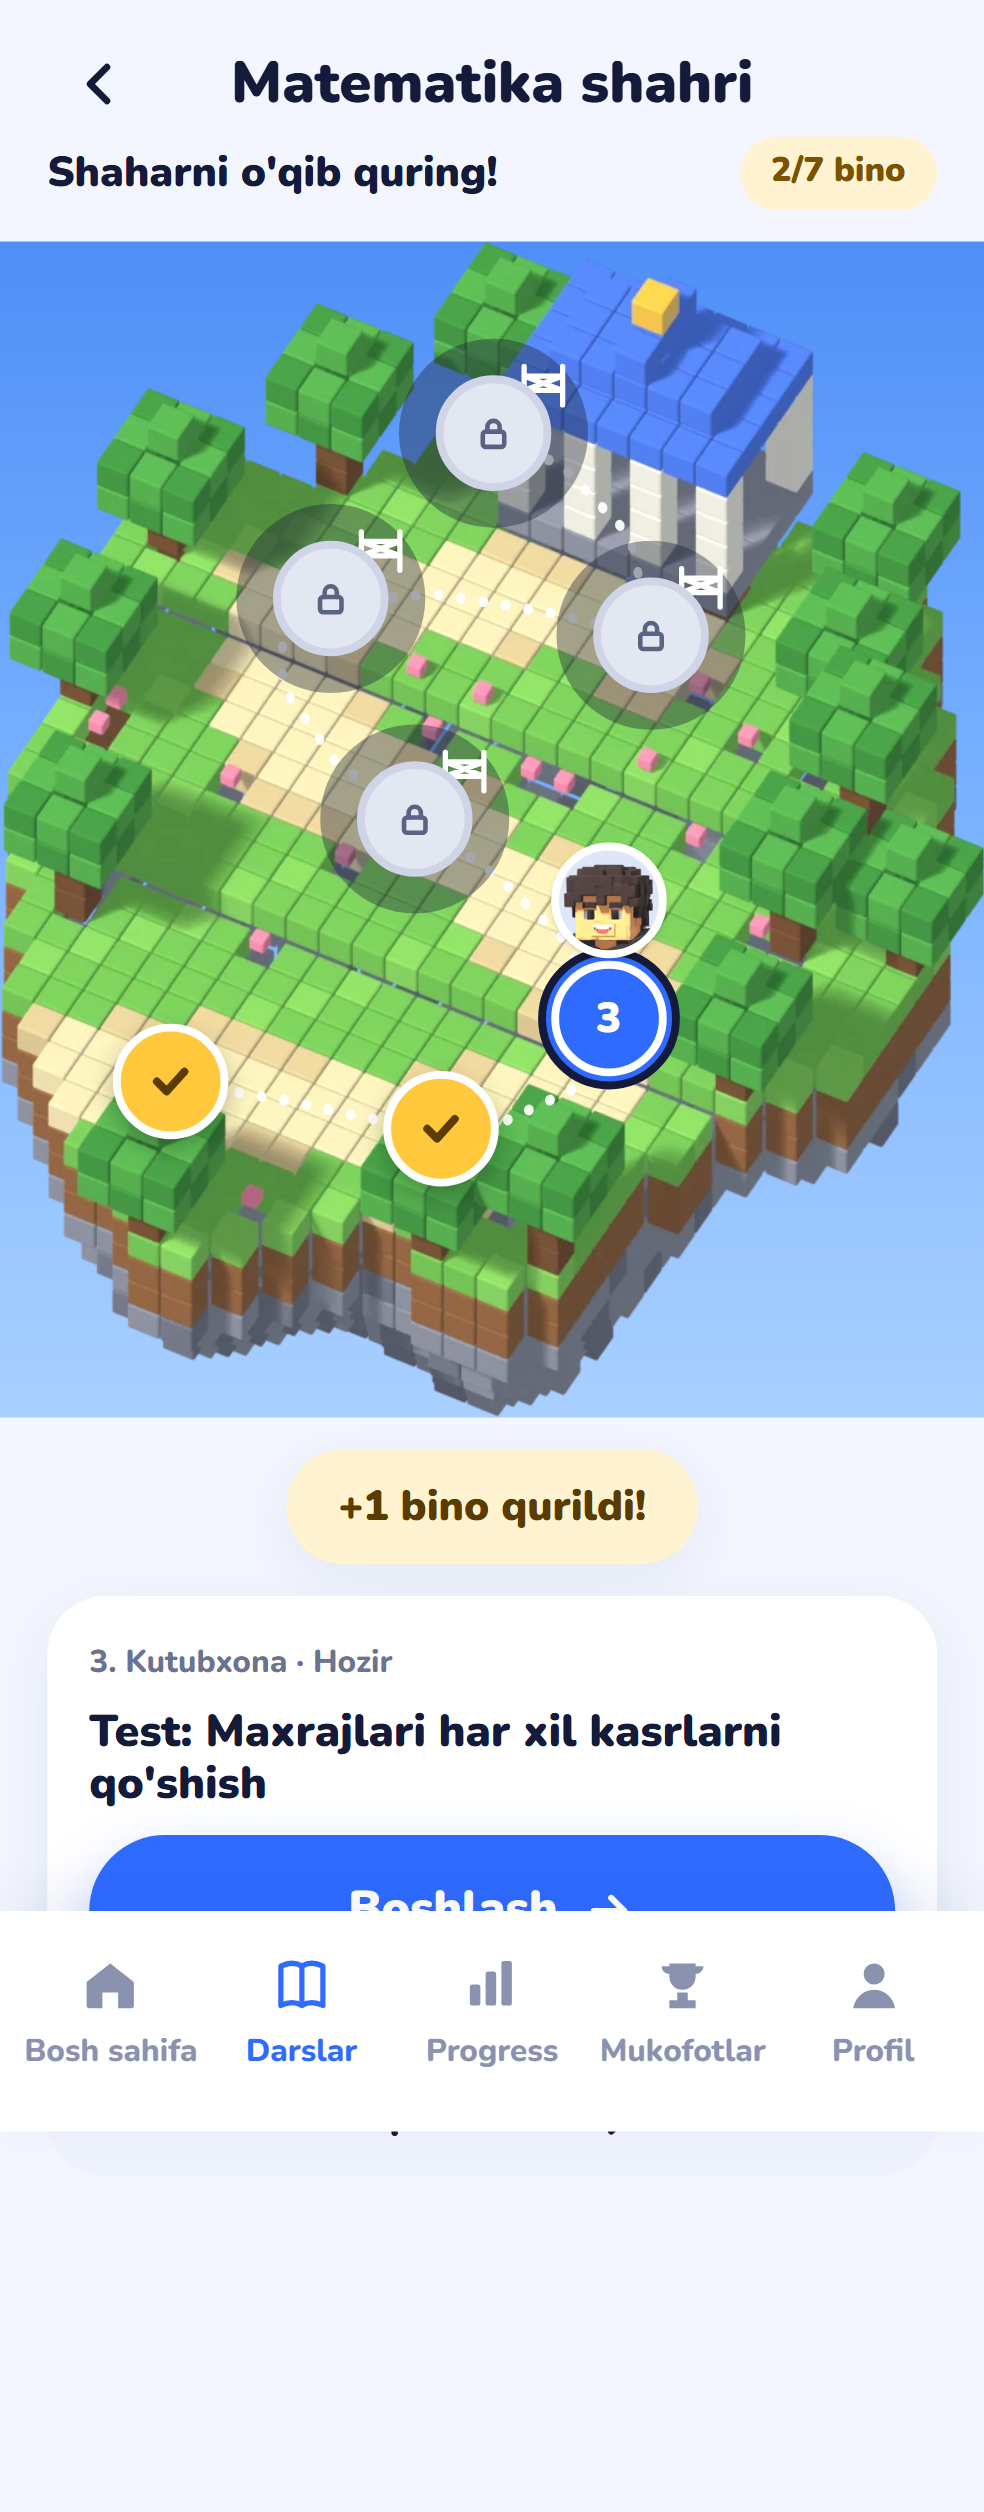 Matematika shahri
Shaharni o'qib quring!
2/7 bino
3
+1 bino qurildi!
3. Kutubxona · Hozir
Test: Maxrajlari har xil kasrlarni
qo'shish
Boshlash →
Bosh sahifa
Darslar
Progress
Mukofotlar
Profil